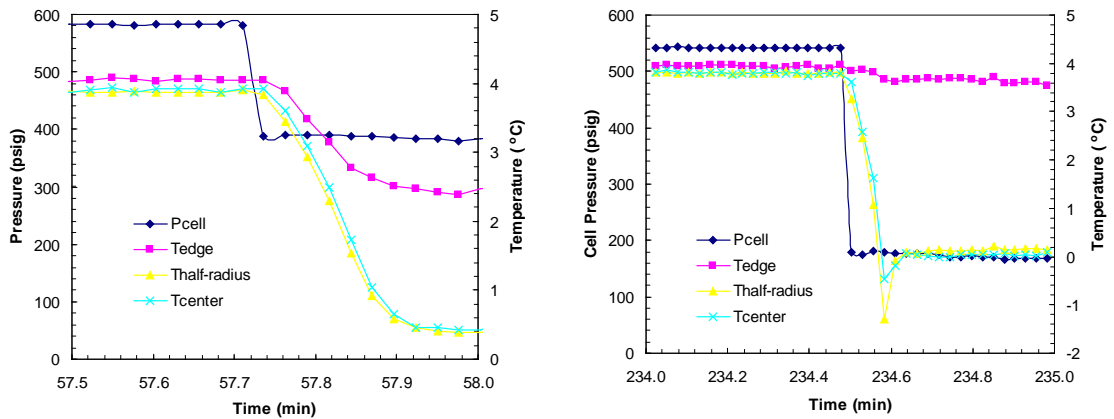 600
500
400
300
200
100
0
Pressure (psig)
57.5 57.6 57.7 57.8 57.9 58.0
Time (min)
5
4
3
2
1
0
Temperature ( °C)
Pcell
Tedge
Thalf-radius
Tcenter
600
500
400
300
200
100
0
Cell Pressure (psig)
234.0 234.2 234.4 234.6 234.8 235.0
Time (min)
5
4
3
2
1
0
-1
-2
Temperature ( °C)
Pcell
Tedge
Thalf-radius
Tcenter